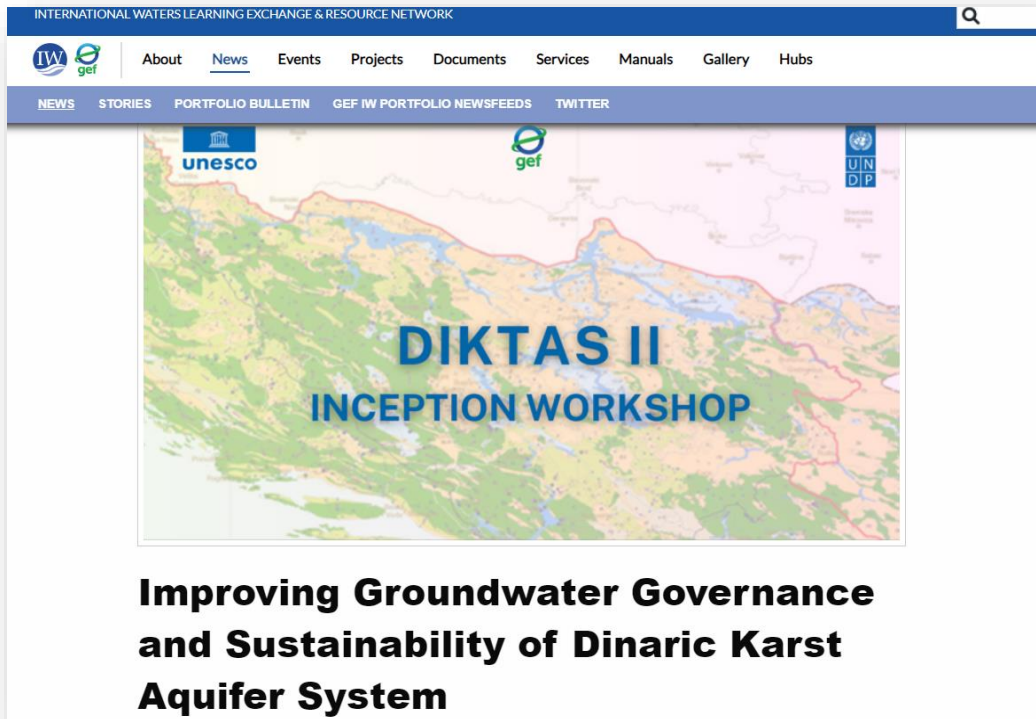 INTERNATIONAL WATERS LEARNING EXCHANGE & RESOURCE NETWORK
IW gef About News Events Projects Documents Services Manuals Gallery Hubs
NEWS STORIES PORTFOLIO BULLETIN GEF IW PORTFOLIO NEWSFEEDS TWITTER
unesco gef UN
DP
DIKTAS II
INCEPTION WORKSHOP
Improving Groundwater Governance
and Sustainability of Dinaric Karst
Aquifer System